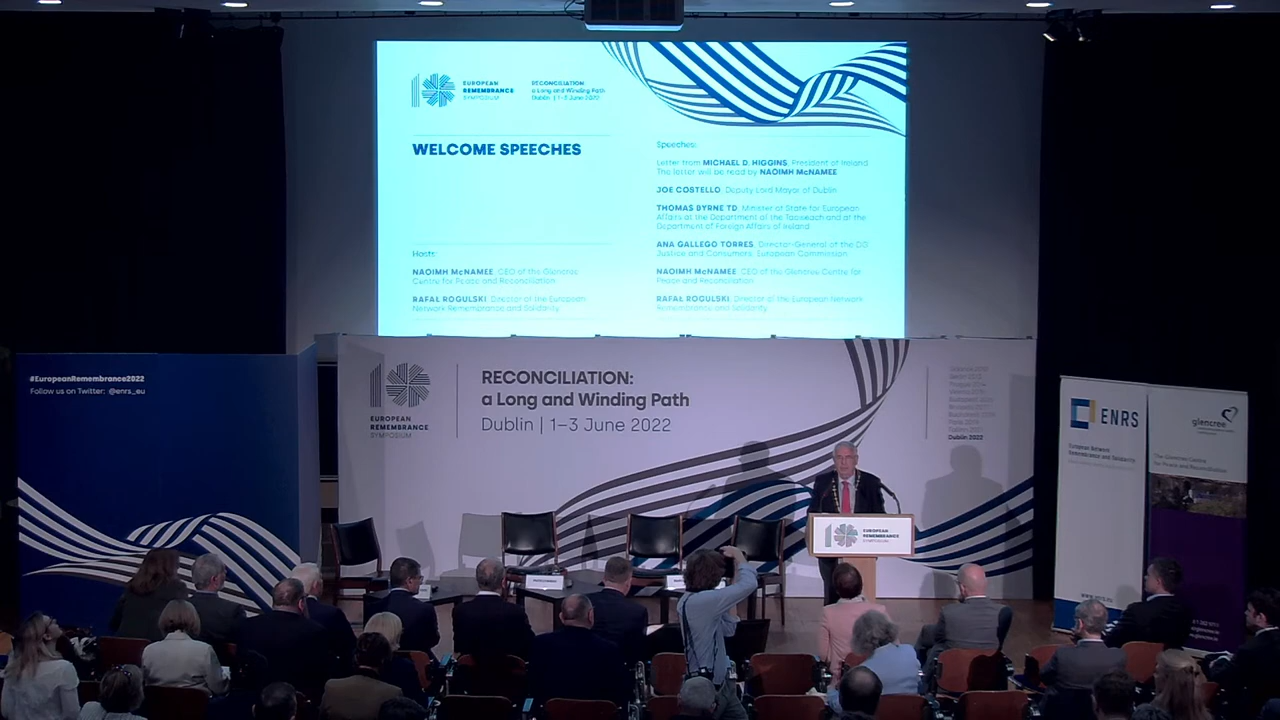 10
EUROPEAN
REMEMBRANCE
SYMPOSIUM
RECONCILIATION
a Long and Winding Path
Dublin | 1-3 June 2022
WELCOME SPEECHES
Hosts:
NAOIMH McNAMEE, CEO of the Glencree
Centre for Peace and Reconciliation
RAFAŁ ROGULSKI, Director of the European
Network Remembrance and Solidarity
Speeches:
Letter from MICHAEL D. HIGGINS, President of Ireland
The letter will be read by NAOIMH McNAMEE
JOE COSTELLO, Deputy Lord Mayor of Dublin
THOMAS BYRNE TD, Minister of State for European
Affairs at the Department of the Taoiseach and at the
Department of Foreign Affairs of Ireland
ANA GALLEGO TORRES, Director-General of the DG
Justice and Consumers, European Commission
NAOIMH McNAMEE, CEO of the Glencree Centre for
Peace and Reconciliation
RAFAŁ ROGULSKI, Director of the European Network
Remembrance and Solidarity
#EuropeanRemembrance2022
Follow us on Twitter: @enrs_eu
10
EUROPEAN
REMEMBRANCE
SYMPOSIUM
RECONCILIATION:
a Long and Winding Path
Dublin | 1–3 June 2022
Dublin 2022
10
EUROPEAN
REMEMBRANCE
SYMPOSIUM
ENRS
European Network
Remembrance and Solidarity
www.enrs.eu
glencree
The Glencree Centre
for Peace and Reconciliation